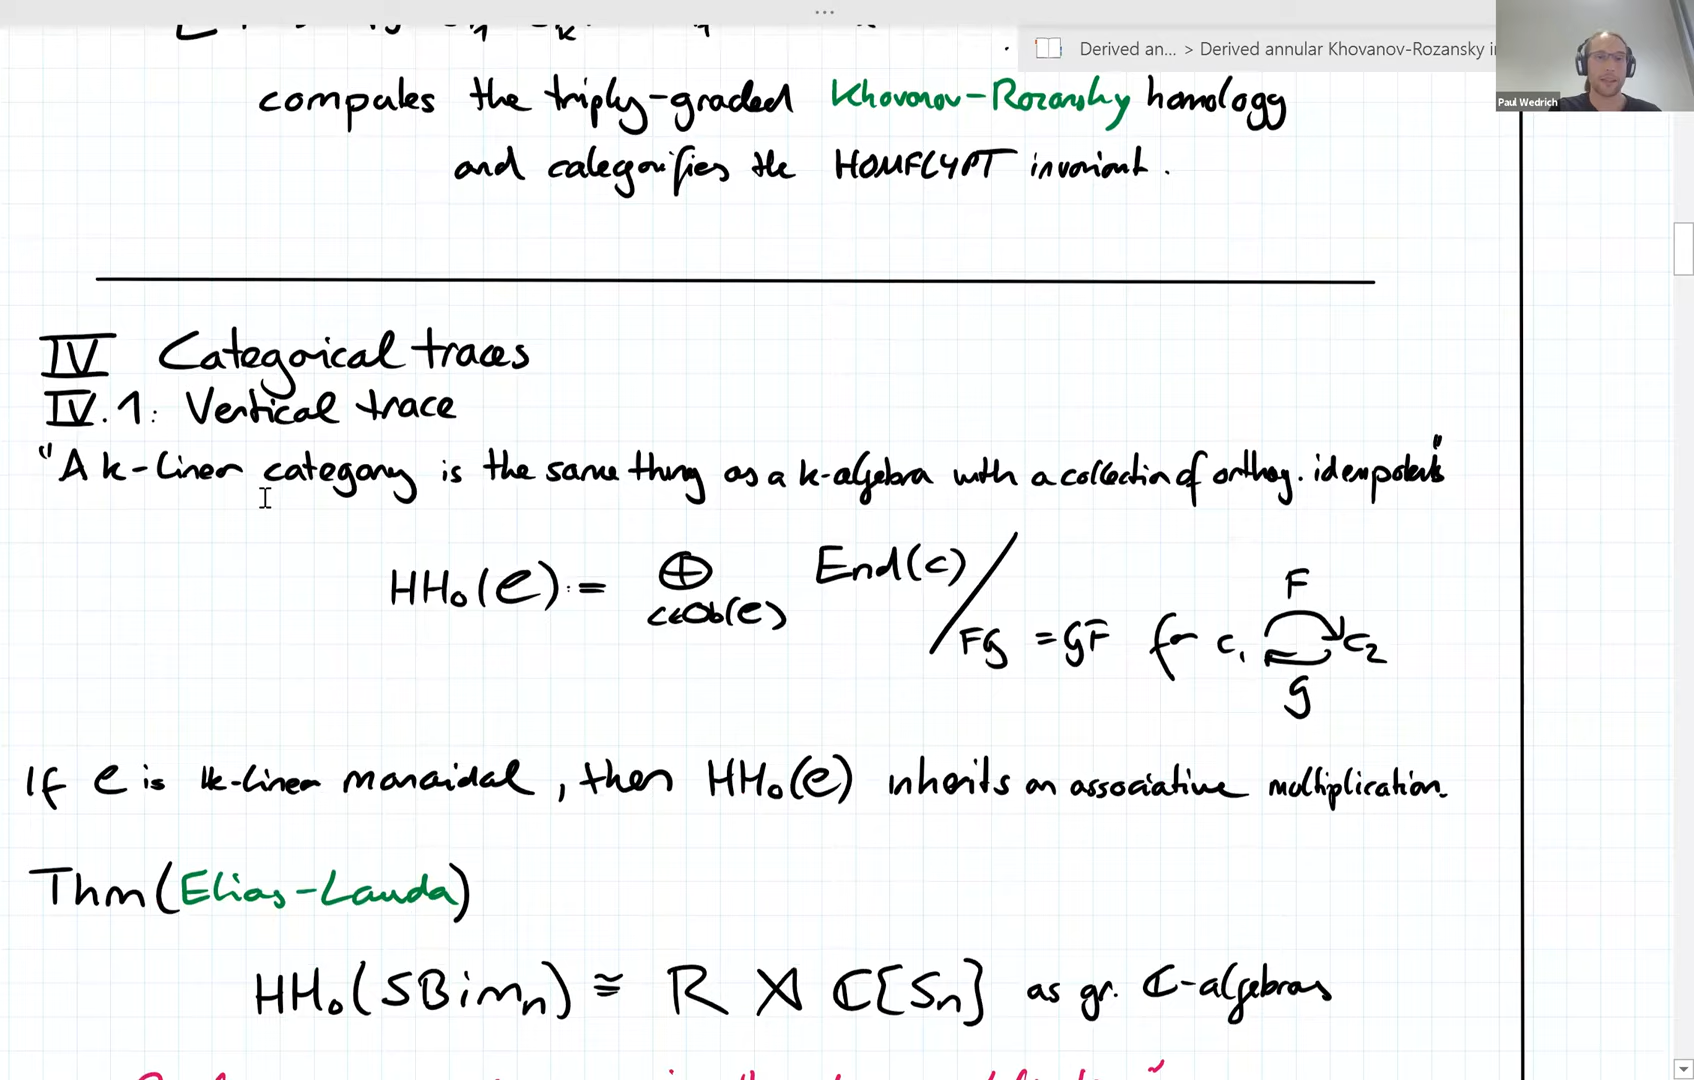 Derived an... > Derived annular Khovanov-Rozansky i
Paul Wedrich
computes the triply-graded Khovanov-Rozansky homology
and categorifies the HOMFLYPT invariant.
IV Categorical traces
IV.1: Vertical trace
"A k-linear category is the same thing as a k-algebra with a collection of orthog. idempotents"
HH₀(C) := ⊕ c∈Ob(C) End(c) / FG = GF for c₁ ⇄ c₂ F G
If C is k-linear monoidal, then HH₀(C) inherits an associative multiplication.
Thm (Elias-Lauda)
HH₀(SBimₙ) ≅ R ⋊ ℂ[Sₙ] as gr. ℂ-algebras